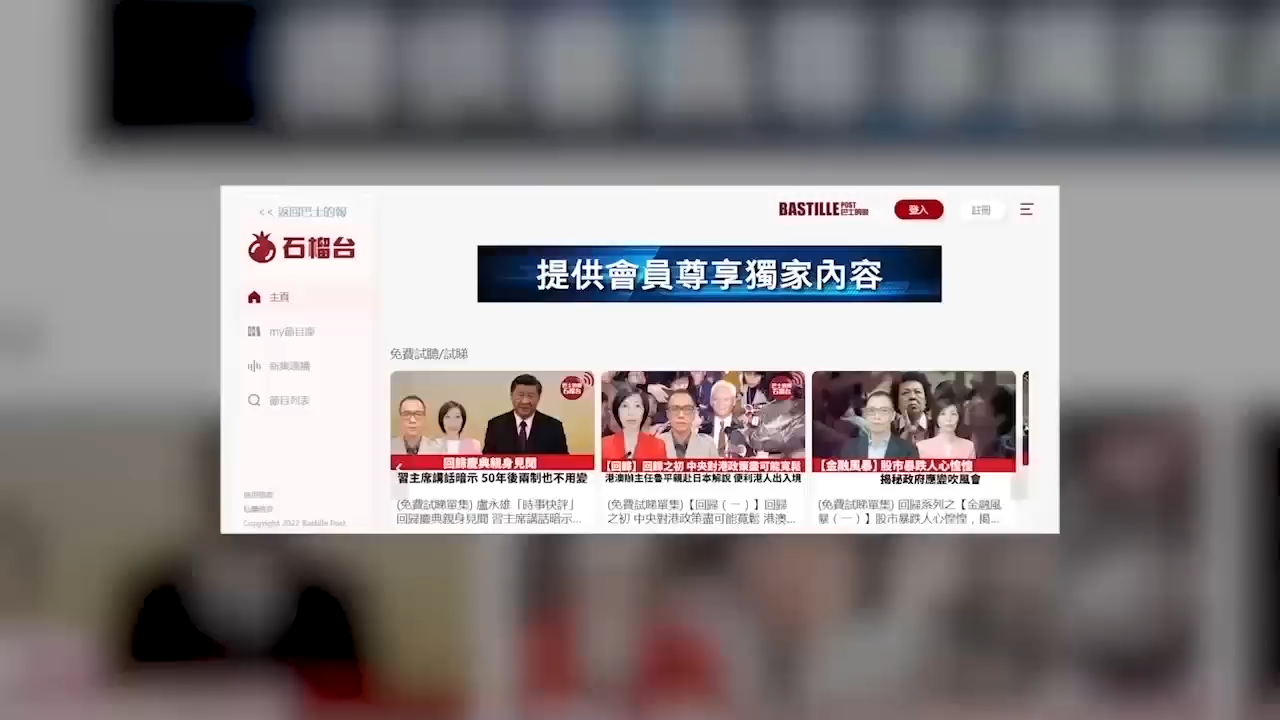 << 返回巴士的報
石榴台
主頁
my節目庫
新集連播
節目列表
Copyright 2022 Bastille Post
BASTILLE POST 巴士的報
登入
註冊
提供會員尊享獨家內容
免費試聽/試睇
回歸慶典親身見聞
習主席講話暗示 50年後兩制也不用變
(免費試睇單集) 盧永雄「時事快評」
回歸慶典親身見聞 習主席講話暗示...
【回歸】回歸之初 中央對港政策盡可能寬鬆
港澳辦主任魯平親赴日本解說 便利港人出入境
(免費試睇單集)【回歸（一）】回歸
之初 中央對港政策盡可能寬鬆 港澳...
【金融風暴】股市暴跌人心惶惶
揭秘政府應變吹風會
(免費試睇單集) 回歸系列之【金融風
暴（一）】股市暴跌人心惶惶，揭...